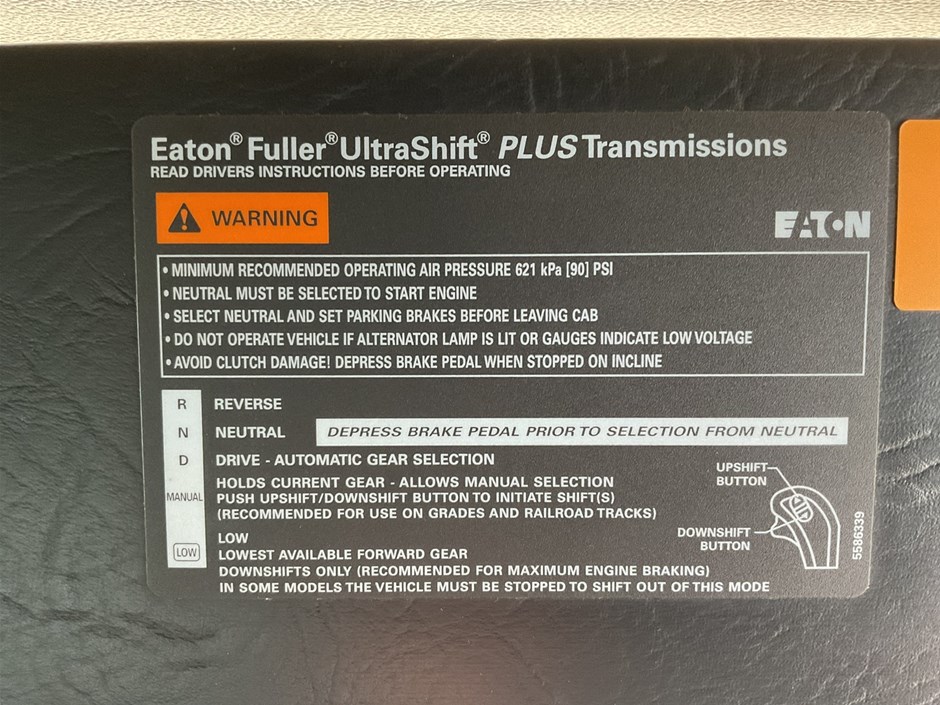 Eaton® Fuller® UltraShift® PLUS Transmissions
READ DRIVERS INSTRUCTIONS BEFORE OPERATING
WARNING
EATON
• MINIMUM RECOMMENDED OPERATING AIR PRESSURE 621 kPa [90] PSI
• NEUTRAL MUST BE SELECTED TO START ENGINE
• SELECT NEUTRAL AND SET PARKING BRAKES BEFORE LEAVING CAB
• DO NOT OPERATE VEHICLE IF ALTERNATOR LAMP IS LIT OR GAUGES INDICATE LOW VOLTAGE
• AVOID CLUTCH DAMAGE! DEPRESS BRAKE PEDAL WHEN STOPPED ON INCLINE
R REVERSE
N NEUTRAL DEPRESS BRAKE PEDAL PRIOR TO SELECTION FROM NEUTRAL
D DRIVE - AUTOMATIC GEAR SELECTION
HOLDS CURRENT GEAR - ALLOWS MANUAL SELECTION
MANUAL PUSH UPSHIFT/DOWNSHIFT BUTTON TO INITIATE SHIFT(S)
(RECOMMENDED FOR USE ON GRADES AND RAILROAD TRACKS)
LOW
LOW LOWEST AVAILABLE FORWARD GEAR
DOWNSHIFTS ONLY (RECOMMENDED FOR MAXIMUM ENGINE BRAKING)
IN SOME MODELS THE VEHICLE MUST BE STOPPED TO SHIFT OUT OF THIS MODE
UPSHIFT
BUTTON
DOWNSHIFT
BUTTON
5586339